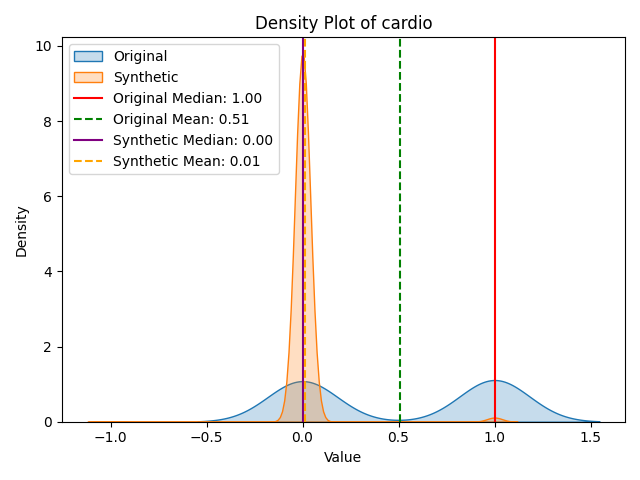 Density Plot of cardio
Original
Synthetic
Original Median: 1.00
Original Mean: 0.51
Synthetic Median: 0.00
Synthetic Mean: 0.01
Density
10
8
6
4
2
0
−1.0
−0.5
0.0
0.5
1.0
1.5
Value